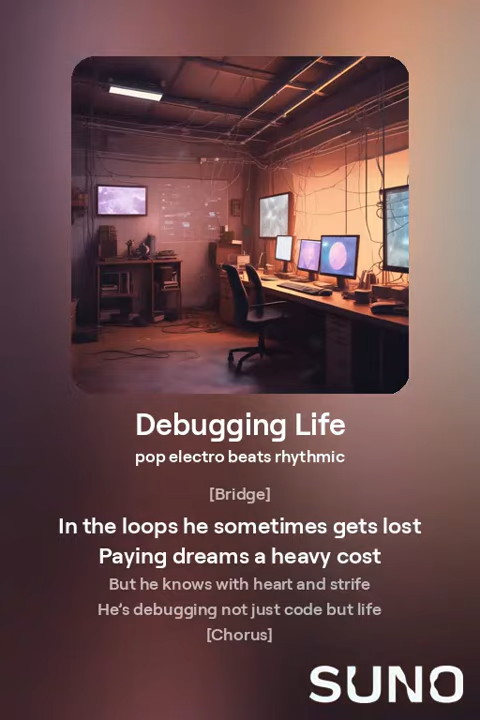 Debugging Life
pop electro beats rhythmic
[Bridge]
In the loops he sometimes gets lost
Paying dreams a heavy cost
But he knows with heart and strife
He's debugging not just code but life
[Chorus]
SUNO